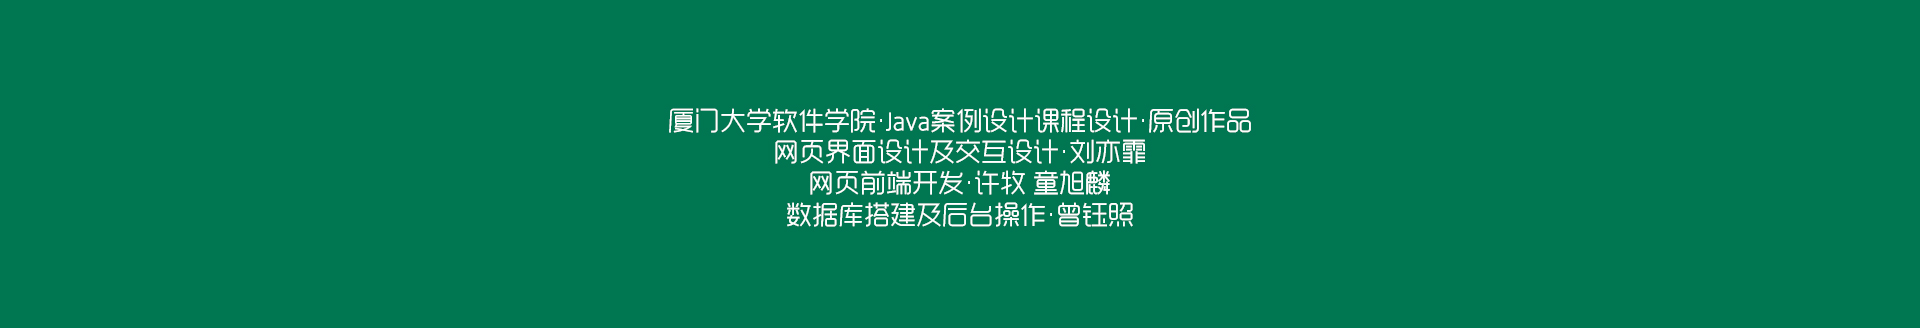 厦门大学软件学院·Java案例设计课程设计·原创作品
网页界面设计及交互设计·刘亦霏
网页前端开发·许牧 童旭麟
数据库搭建及后台操作·曾钰照